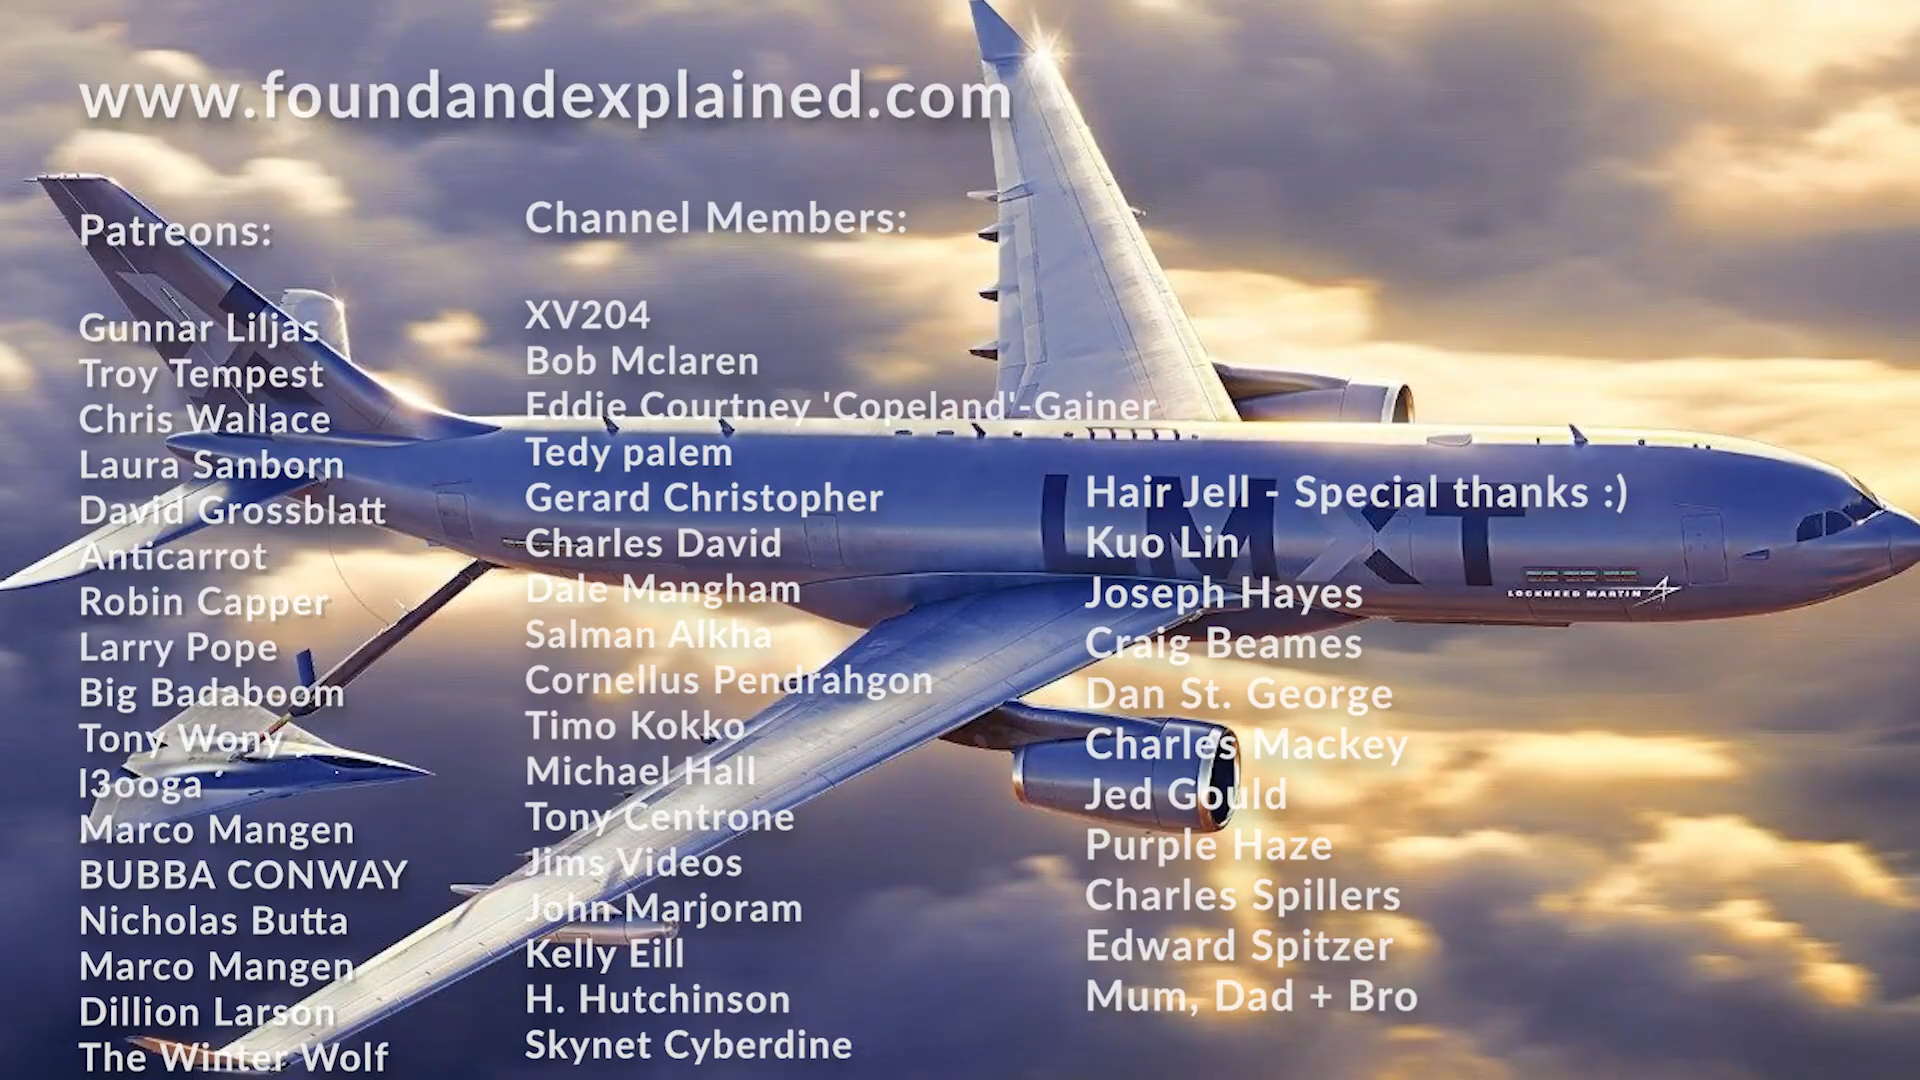 www.foundandexplained.com
Patreons:
Gunnar Liljas
Troy Tempest
Chris Wallace
Laura Sanborn
David Grossblatt
Anticarrot
Robin Capper
Larry Pope
Big Badaboom
Tony Wony
l3ooga
Marco Mangen
BUBBA CONWAY
Nicholas Butta
Marco Mangen
Dillion Larson
The Winter Wolf
Channel Members:
XV204
Bob Mclaren
Eddie Courtney 'Copeland'-Gainer
Tedy palem
Gerard Christopher
Charles David
Dale Mangham
Salman Alkha
Cornellus Pendrahgon
Timo Kokko
Michael Hall
Tony Centrone
Jims Videos
John Marjoram
Kelly Eill
H. Hutchinson
Skynet Cyberdine
Hair Jell - Special thanks :)
Kuo Lin
Joseph Hayes
Craig Beames
Dan St. George
Charles Mackey
Jed Gould
Purple Haze
Charles Spillers
Edward Spitzer
Mum, Dad + Bro
LMXT
LOCKHEED MARTIN